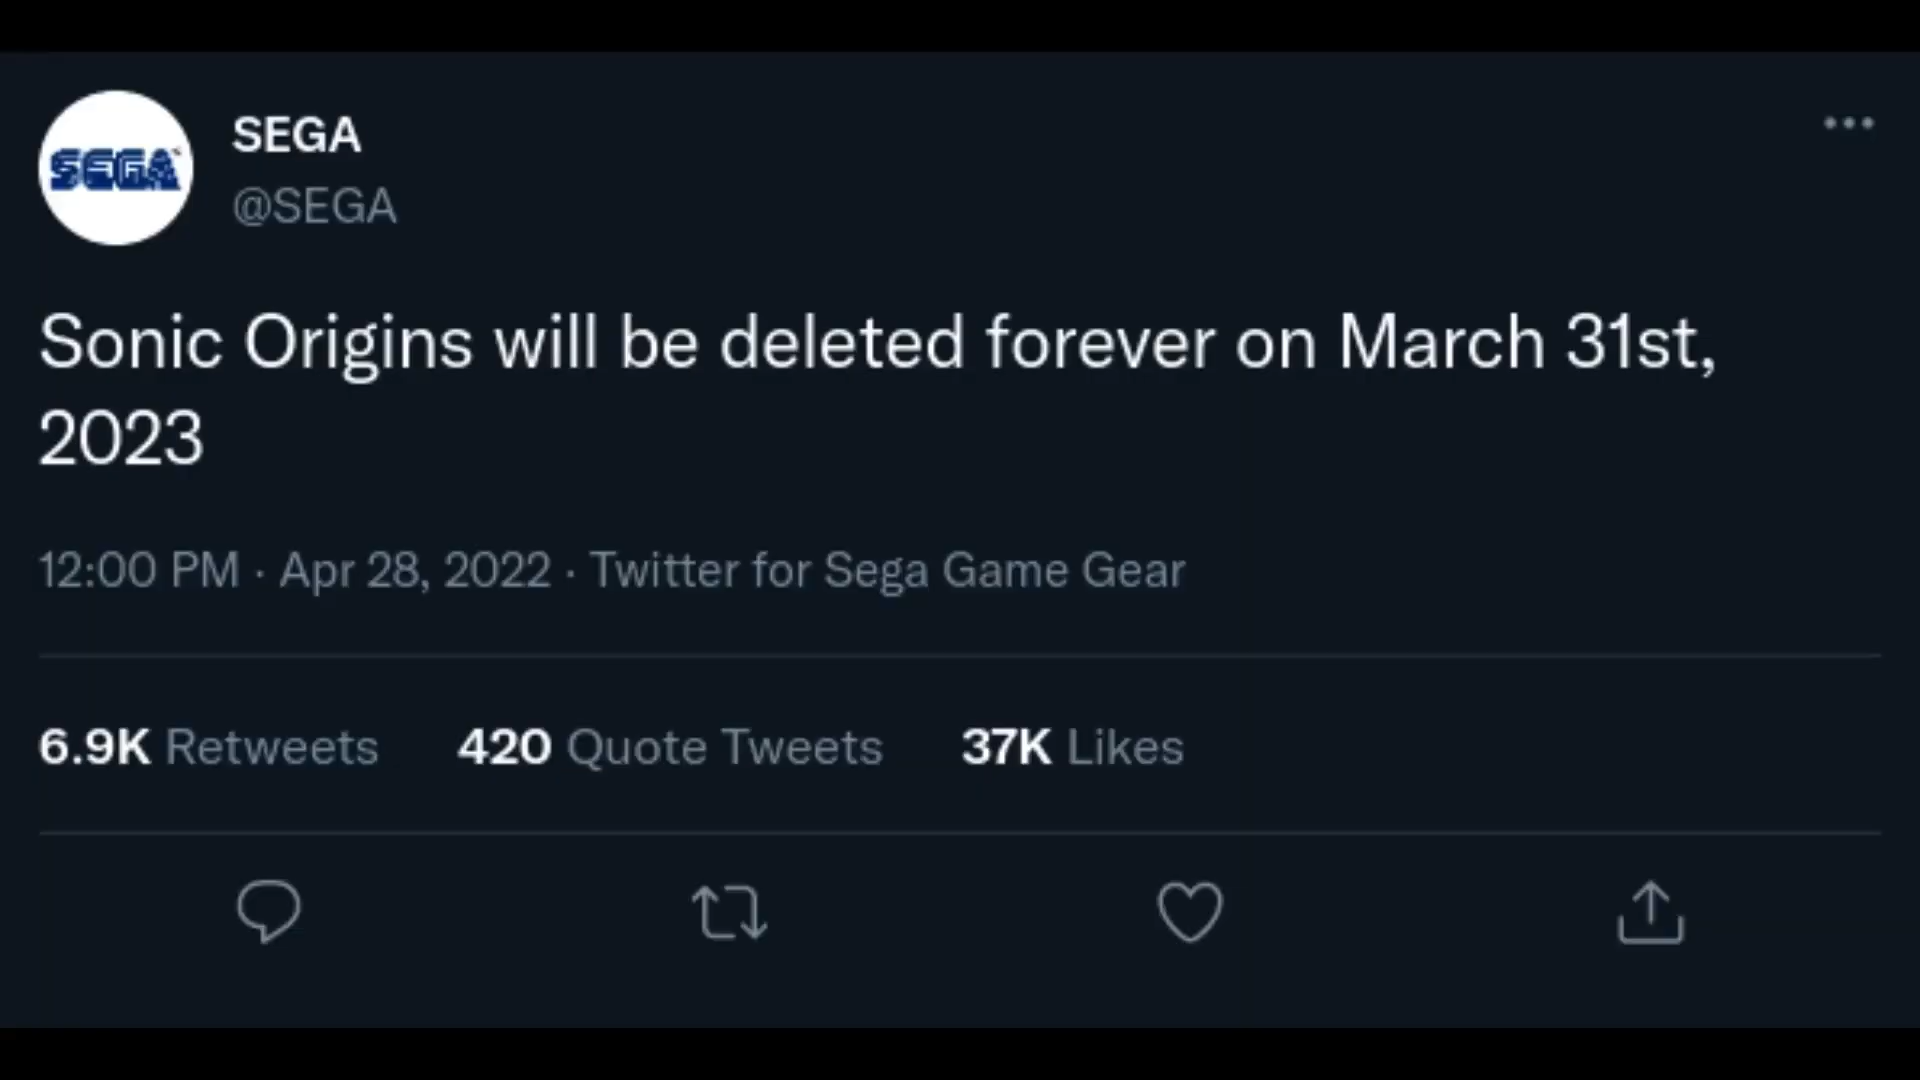 SEGA
SEGA
@SEGA
Sonic Origins will be deleted forever on March 31st,
2023
12:00 PM · Apr 28, 2022 · Twitter for Sega Game Gear
6.9K Retweets 420 Quote Tweets 37K Likes